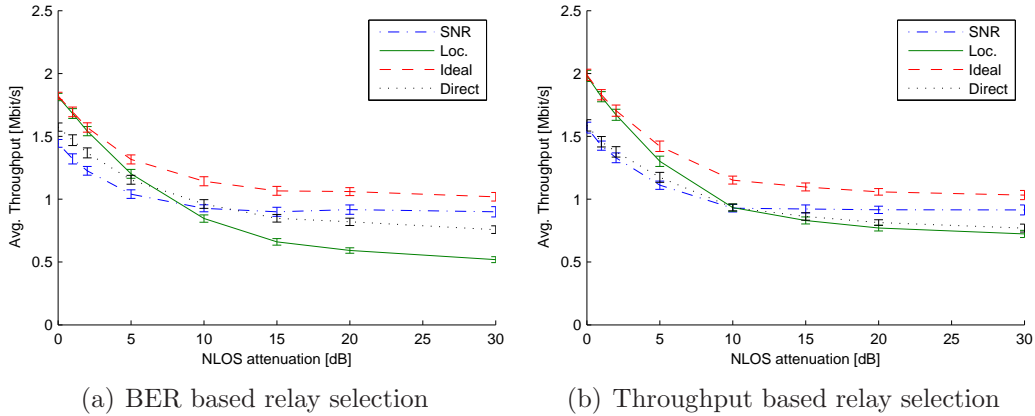 2.5
2
1.5
1
0.5
0
Avg. Throughput [Mbit/s]
SNR
Loc.
Ideal
Direct
0 5 10 15 20 25 30
NLOS attenuation [dB]
(a) BER based relay selection
2.5
2
1.5
1
0.5
0
Avg. Throughput [Mbit/s]
SNR
Loc.
Ideal
Direct
0 5 10 15 20 25 30
NLOS attenuation [dB]
(b) Throughput based relay selection